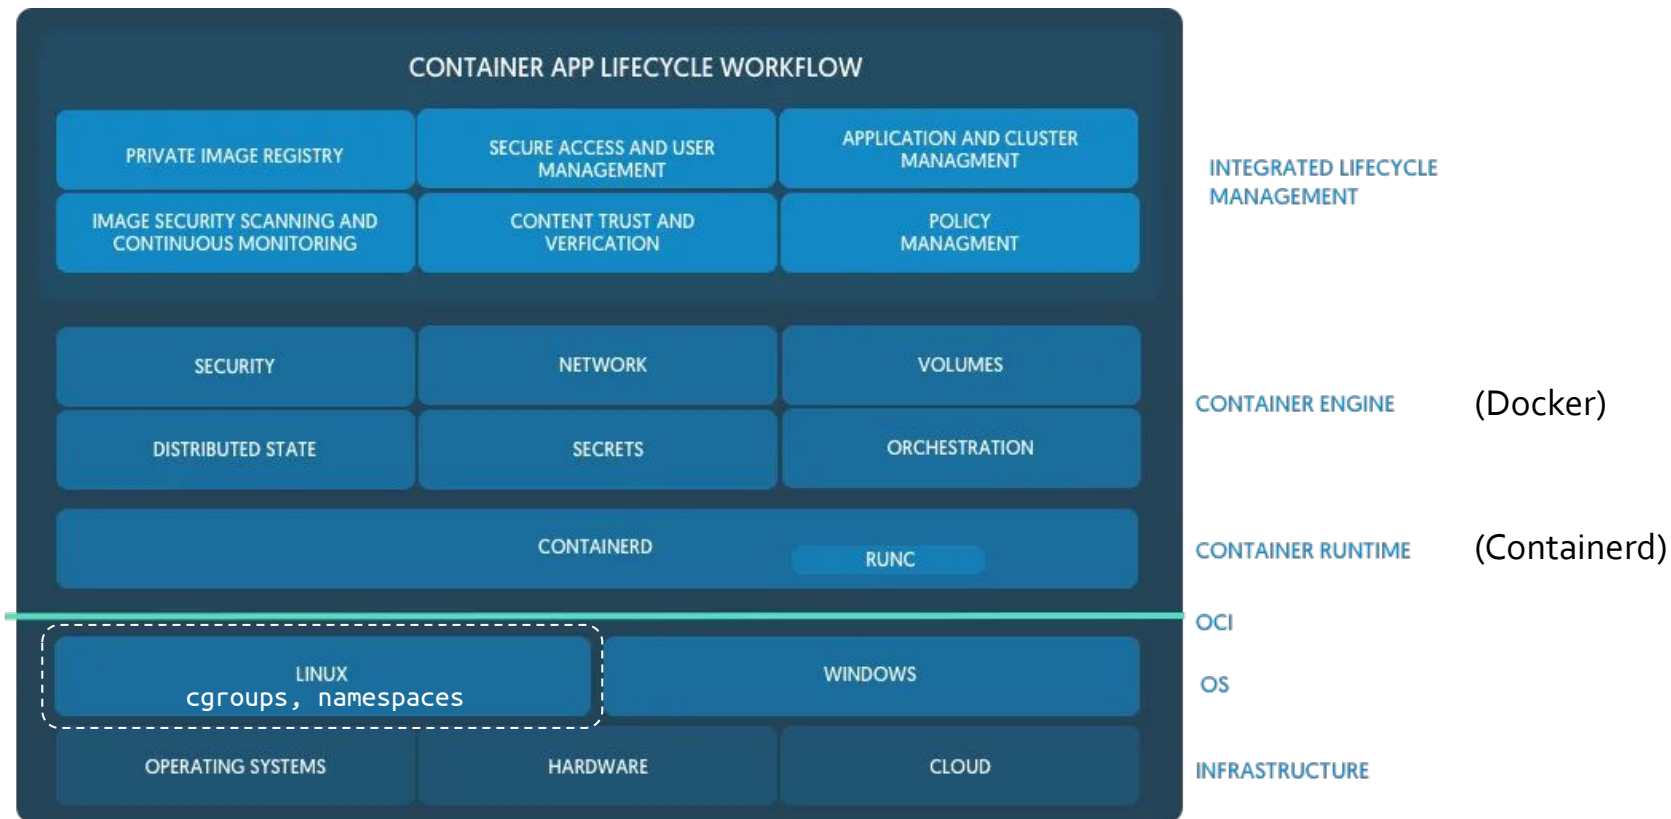 CONTAINER APP LIFECYCLE WORKFLOW
PRIVATE IMAGE REGISTRY
SECURE ACCESS AND USER
MANAGEMENT
APPLICATION AND CLUSTER
MANAGMENT
IMAGE SECURITY SCANNING AND
CONTINUOUS MONITORING
CONTENT TRUST AND
VERFICATION
POLICY
MANAGMENT
INTEGRATED LIFECYCLE
MANAGEMENT
SECURITY
NETWORK
VOLUMES
DISTRIBUTED STATE
SECRETS
ORCHESTRATION
CONTAINER ENGINE
(Docker)
CONTAINERD
RUNC
CONTAINER RUNTIME
(Containerd)
OCI
LINUX
cgroups, namespaces
WINDOWS
OS
OPERATING SYSTEMS
HARDWARE
CLOUD
INFRASTRUCTURE